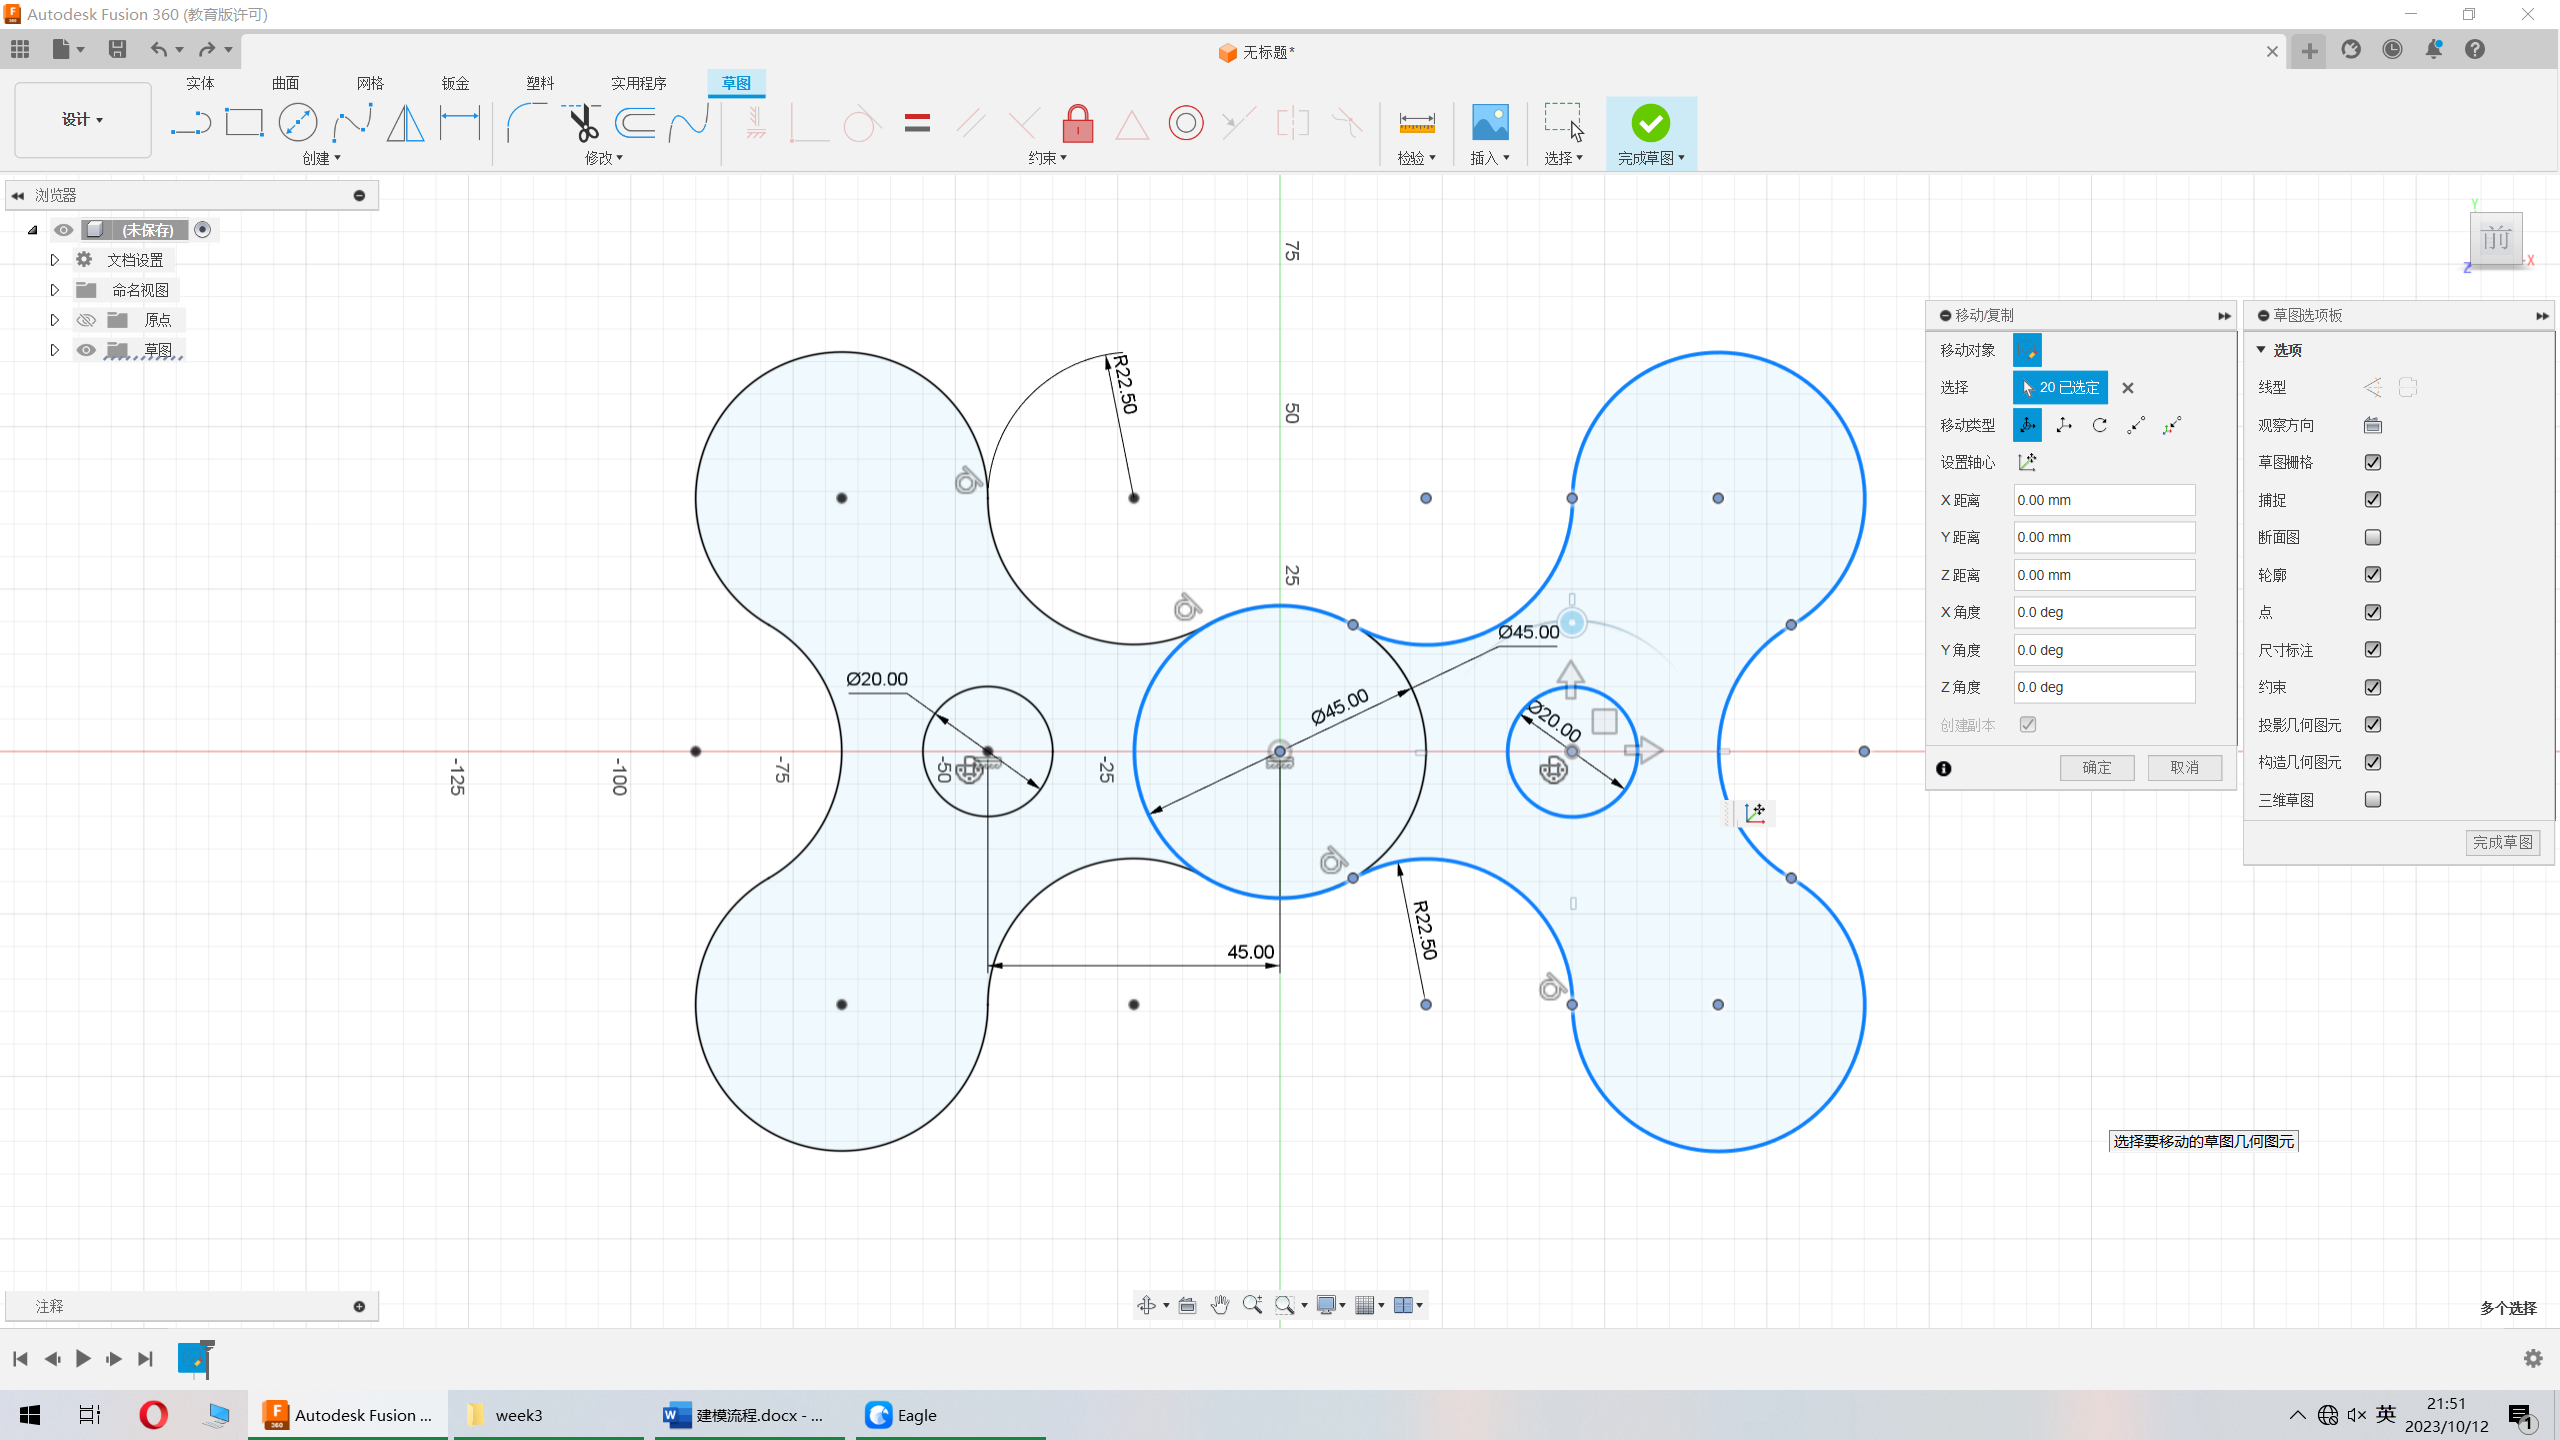 Autodesk Fusion 360 (教育版许可)
无标题*
实体 曲面 网格 钣金 塑料 实用程序 草图
设计
创建 修改 约束 检验 插入 选择 完成草图
浏览器
(未保存)
文档设置
命名视图
原点
草图
Y
前
Z
X
移动/复制
移动对象
选择 20 已选定
移动类型
设置轴心
X 距离 0.00 mm
Y 距离 0.00 mm
Z 距离 0.00 mm
X 角度 0.0 deg
Y 角度 0.0 deg
Z 角度 0.0 deg
创建副本
确定 取消
草图选项板
选项
线型
观察方向
草图栅格
捕捉
断面图
轮廓
点
尺寸标注
约束
投影几何图元
构造几何图元
三维草图
完成草图
75
50
25
R22.50
Ø45.00
Ø20.00
Ø45.00
Ø20.00
-125
-100
-75
-50
-25
R22.50
45.00
选择要移动的草图几何图元
注释
多个选择
Autodesk Fusion ...
week3
建模流程.docx - ...
Eagle
英
21:51
2023/10/12
1